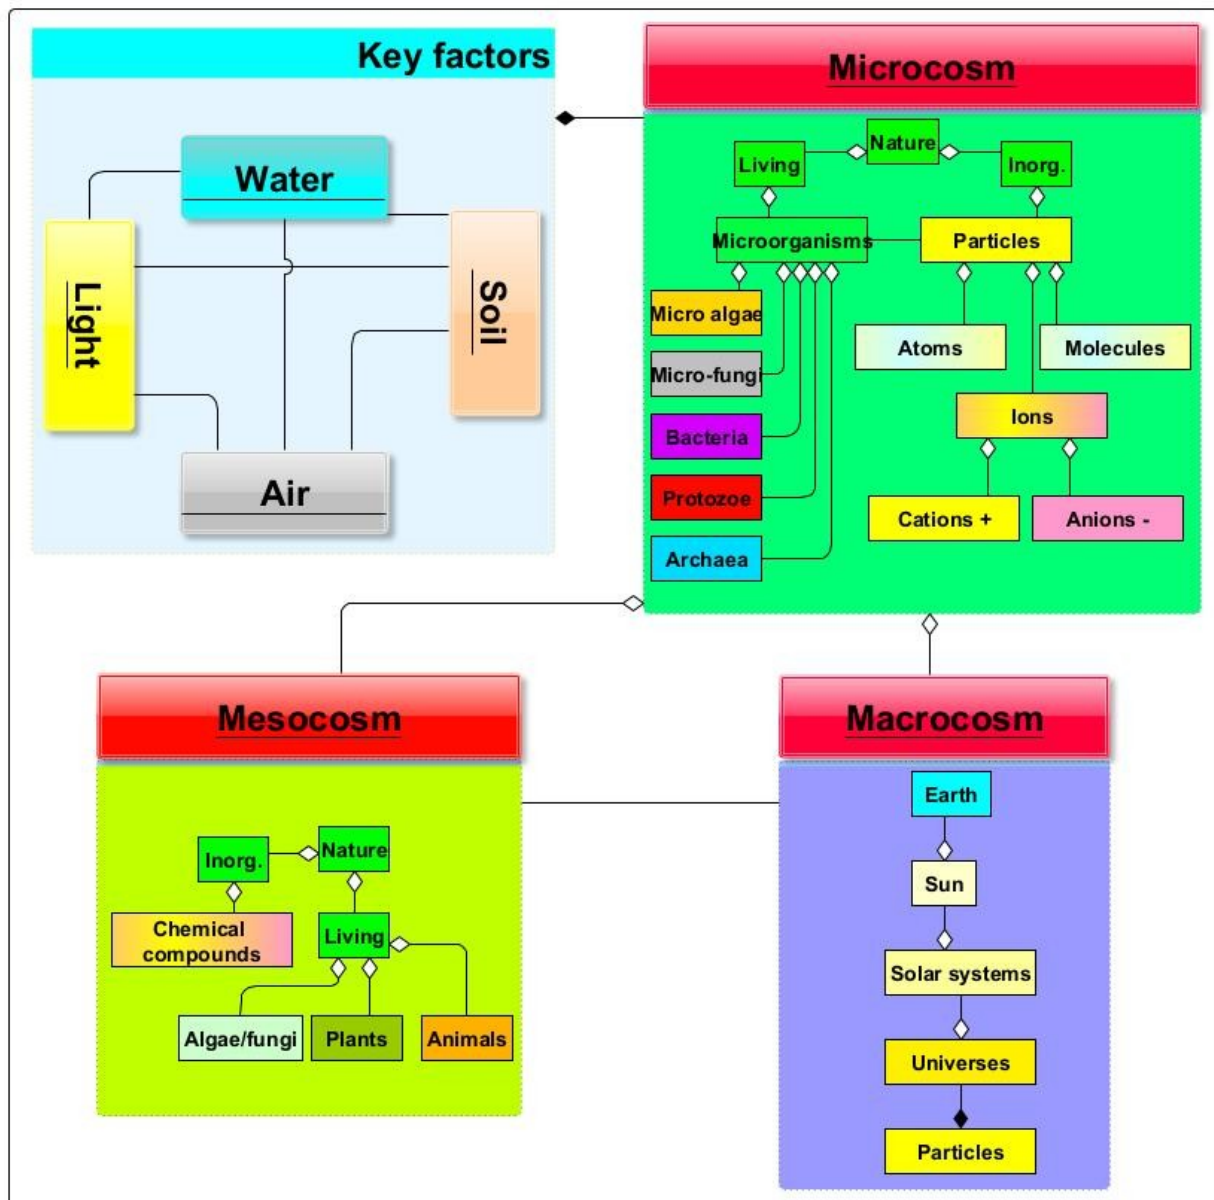 Key factors
Water
Light
Soil
Air
Microcosm
Nature
Living
Inorg.
Microorganisms
Particles
Micro algae
Micro-fungi
Bacteria
Protozoe
Archaea
Atoms
Molecules
Ions
Cations +
Anions -
Mesocosm
Inorg.
Nature
Chemical
compounds
Living
Algae/fungi
Plants
Animals
Macrocosm
Earth
Sun
Solar systems
Universes
Particles